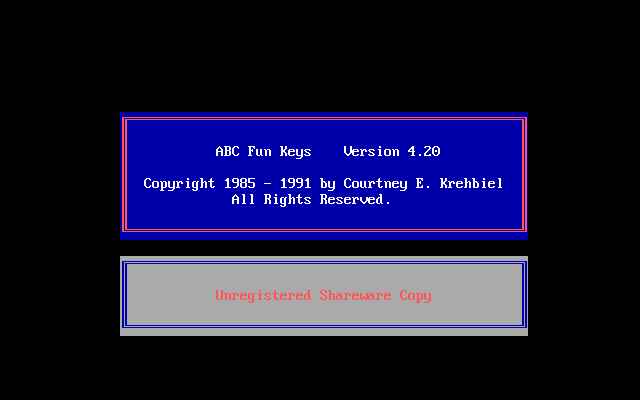 ABC Fun Keys    Version 4.20
Copyright 1985 - 1991 by Courtney E. Krehbiel
All Rights Reserved.
Unregistered Shareware Copy